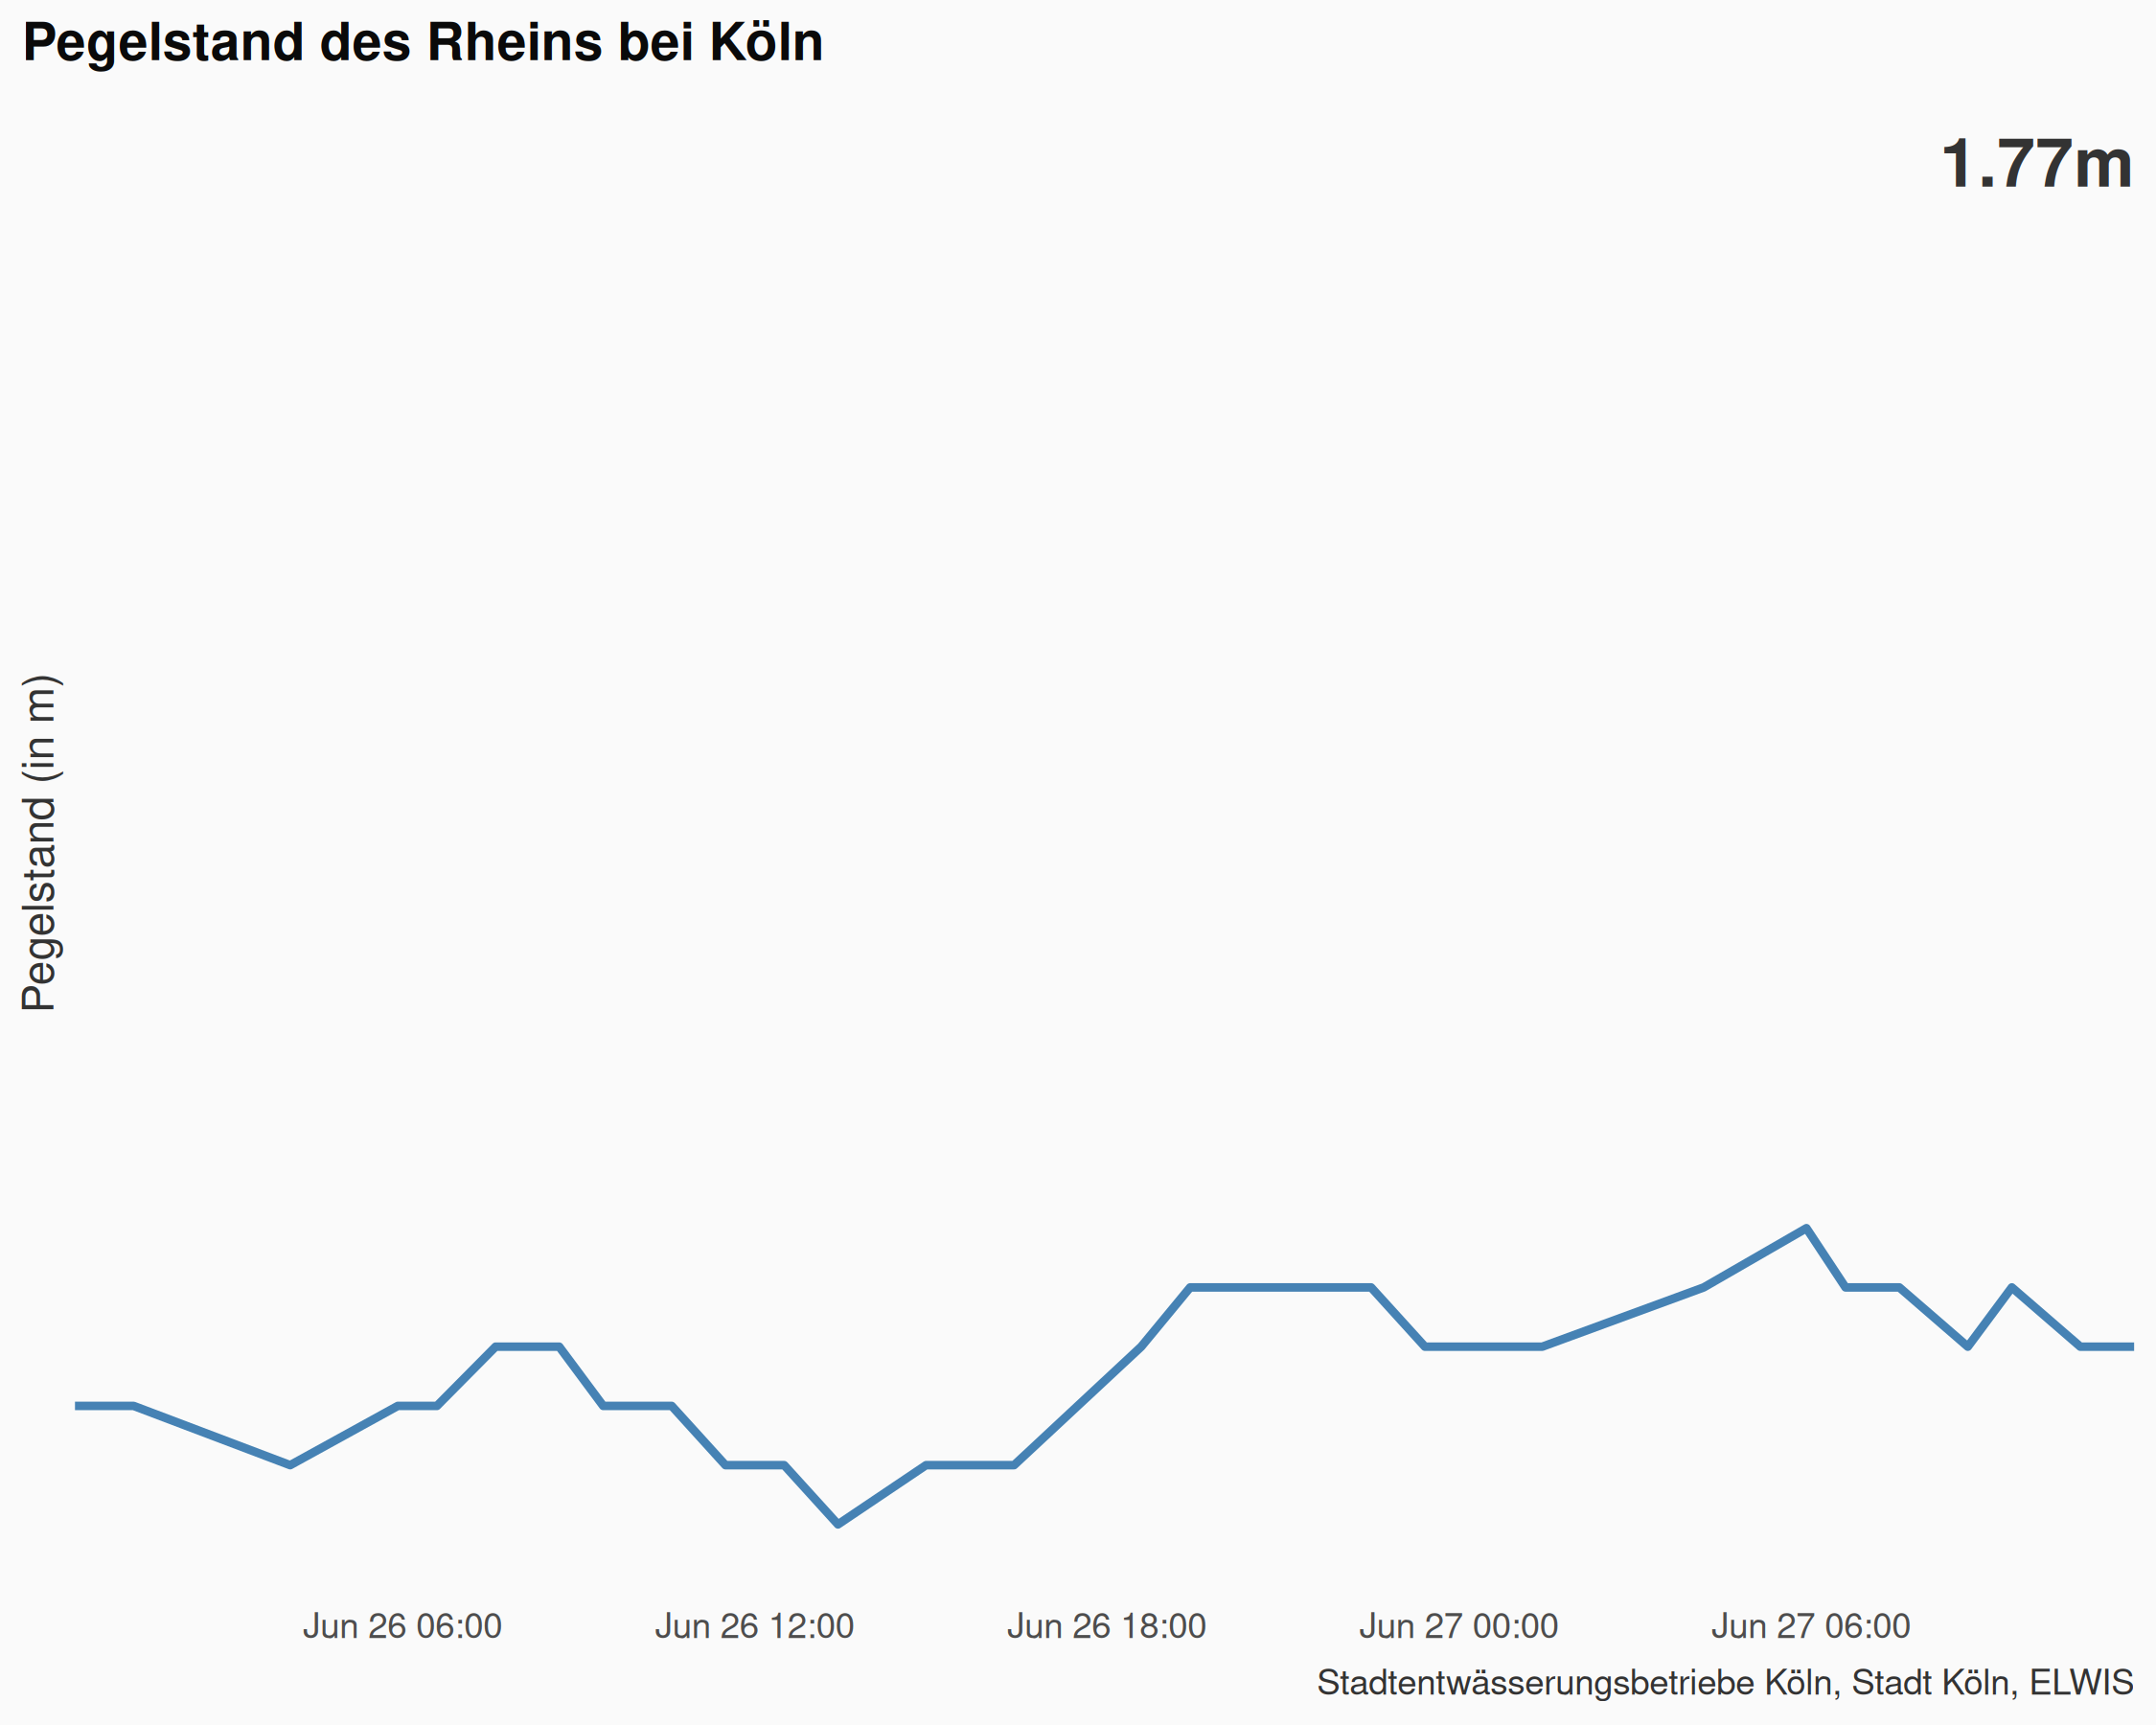 Pegelstand des Rheins bei Köln
1.77m
Pegelstand (in m)
Jun 26 06:00
Jun 26 12:00
Jun 26 18:00
Jun 27 00:00
Jun 27 06:00
Stadtentwässerungsbetriebe Köln, Stadt Köln, ELWIS